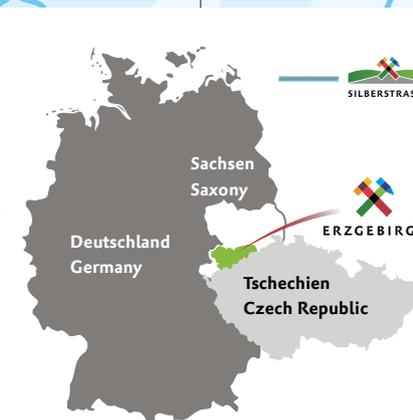 SILBERSTRAS
Sachsen
Saxony
ERZGEBIRG
Deutschland
Germany
Tschechien
Czech Republic